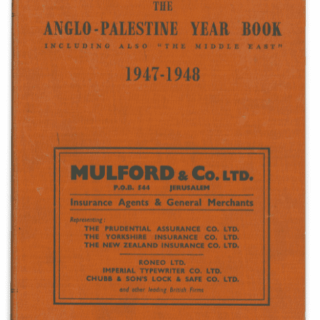 THE
ANGLO-PALESTINE YEAR BOOK
INCLUDING ALSO "THE MIDDLE EAST"
1947-1948
MULFORD & CO. LTD.
P.O.B. 544 JERUSALEM
Insurance Agents & General Merchants
Representing:
THE PRUDENTIAL ASSURANCE CO. LTD.
THE YORKSHIRE INSURANCE CO. LTD.
THE NEW ZEALAND INSURANCE CO. LTD.
RONEO LTD.
IMPERIAL TYPEWRITER CO. LTD.
CHUBB & SON'S LOCK & SAFE CO. LTD.
and other leading British Firms